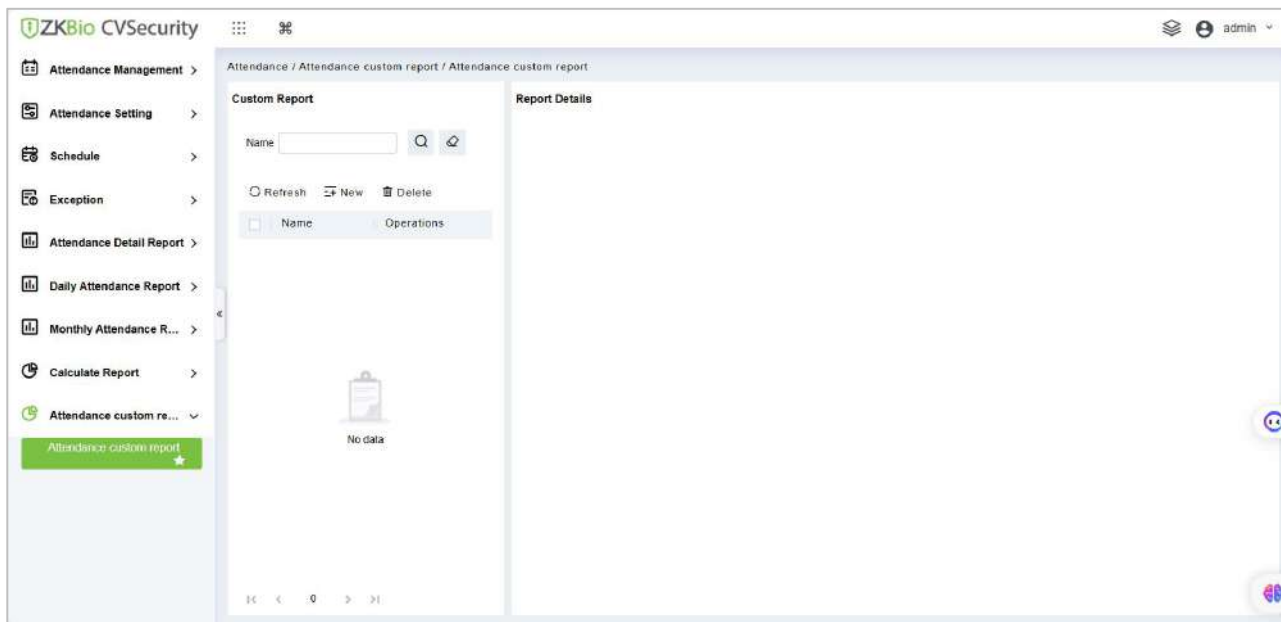 ZKBio CVSecurity
admin
Attendance Management
Attendance Setting
Schedule
Exception
Attendance Detail Report
Daily Attendance Report
Monthly Attendance R...
Calculate Report
Attendance custom re...
Attendance custom report
Attendance / Attendance custom report / Attendance custom report
Custom Report
Name
Refresh New Delete
Name Operations
No data
0
Report Details